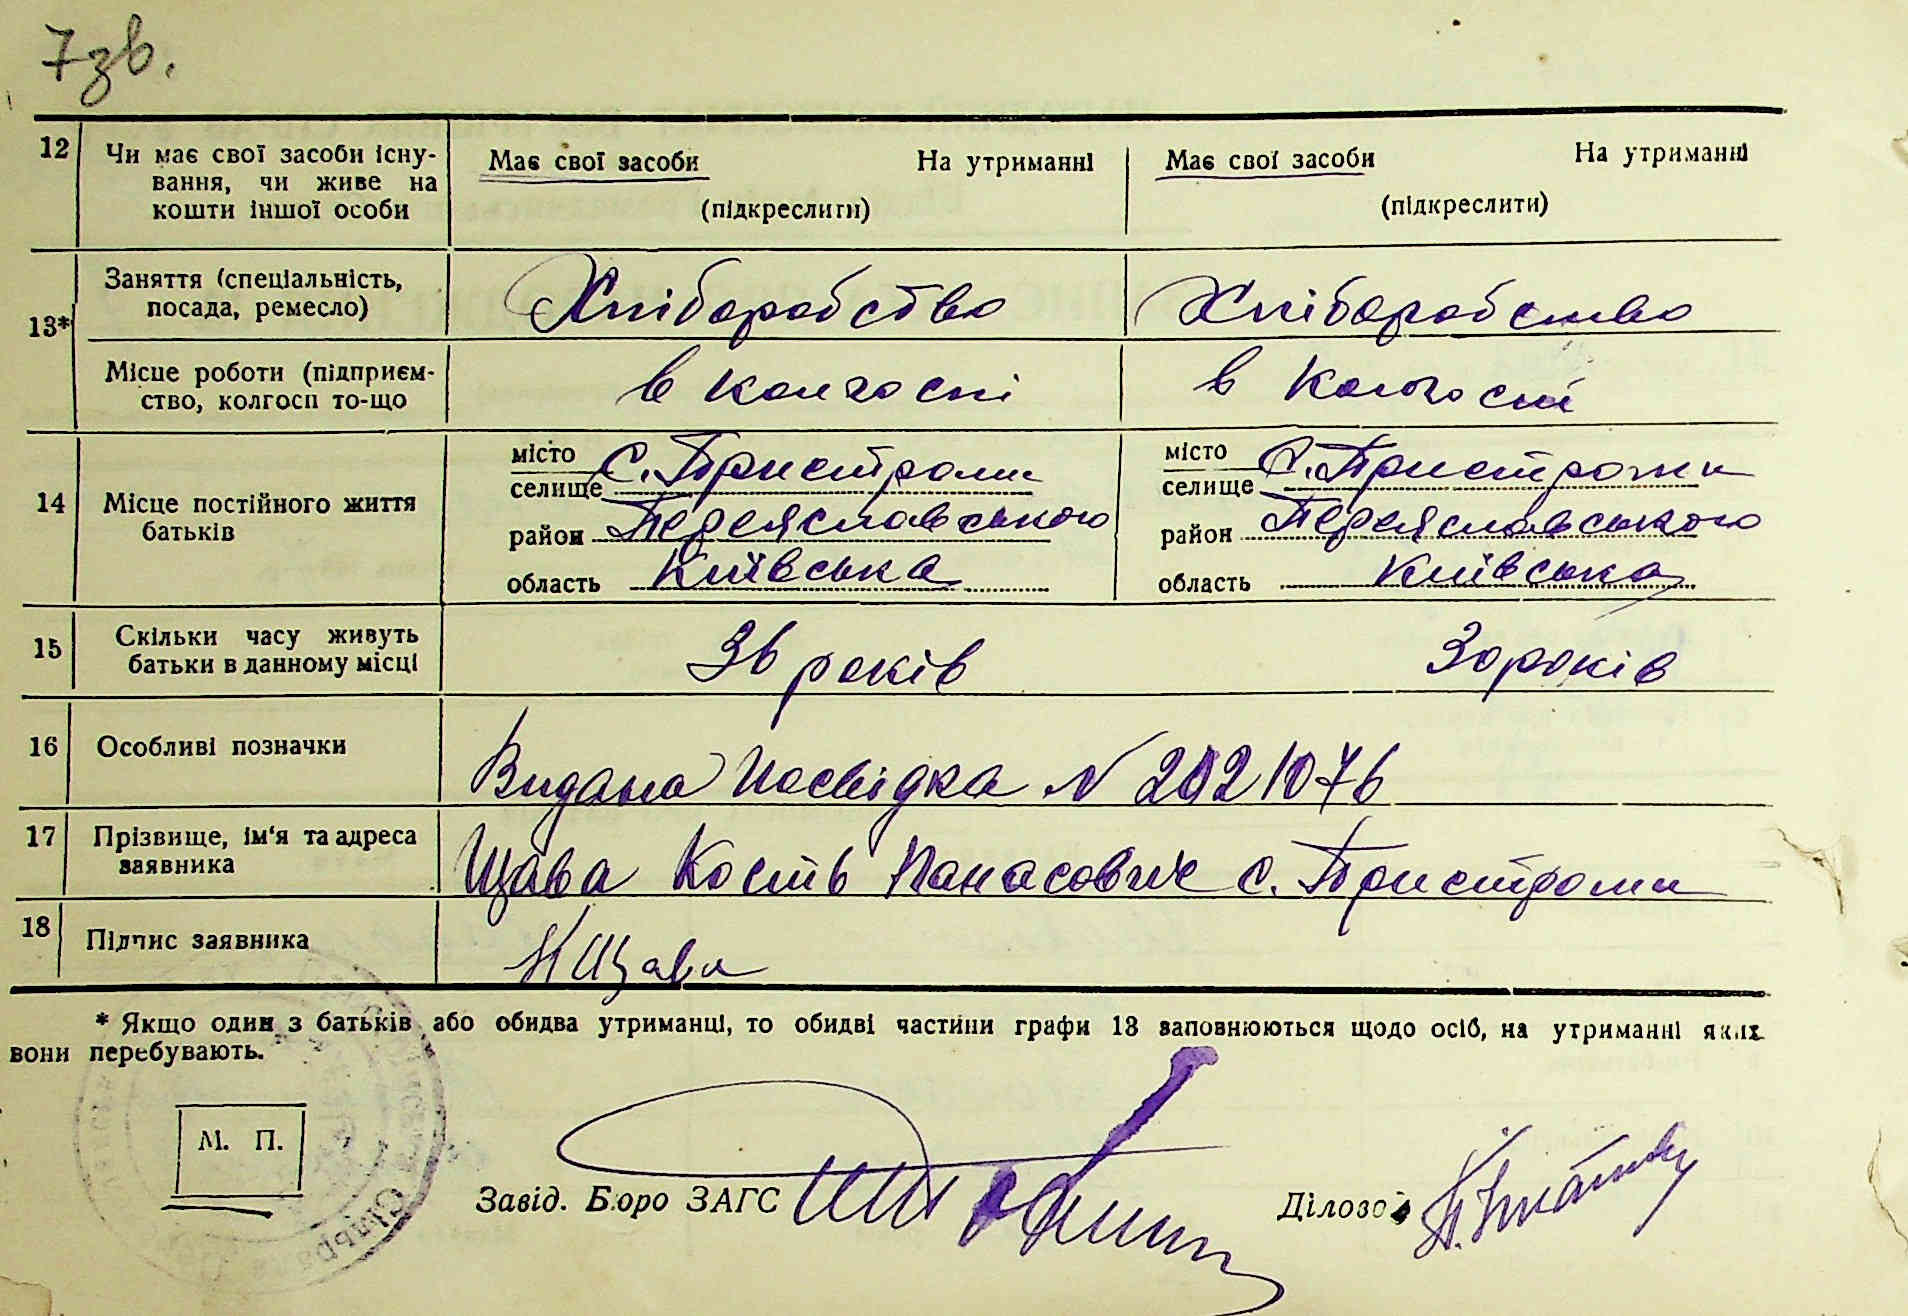 7зв.
12 Чи має свої засоби існу- Має свої засоби На утриманні Має свої засоби На утриманні
вання, чи живе на
кошти іншої особи (підкреслити) (підкреслити)
13* Заняття (спеціальність, Хліборобство Хліборобство
посада, ремесло)
Місце роботи (підприєм- в колгоспі в колгоспі
ство, колгосп то-що
14 Місце постійного життя батьків
місто
селище с. Пристроми
район Переяславського
область Київська
місто
селище с. Пристроми
район Переяславського
область Київська
15 Скільки часу живуть 36 років 30 років
батьки в данному місці
16 Особливі позначки Видана посвідка N 2021076
17 Прізвище, ім'я та адреса Щава Кость Панасович с. Пристроми
заявника
18 Підпис заявника К Щава
* Якщо один з батьків або обидва утриманці, то обидві частини графи 13 заповнюються щодо осіб, на утриманні яких
вони перебувають.
М. П.
Завід. Бюро ЗАГС Діловод
Сільрада